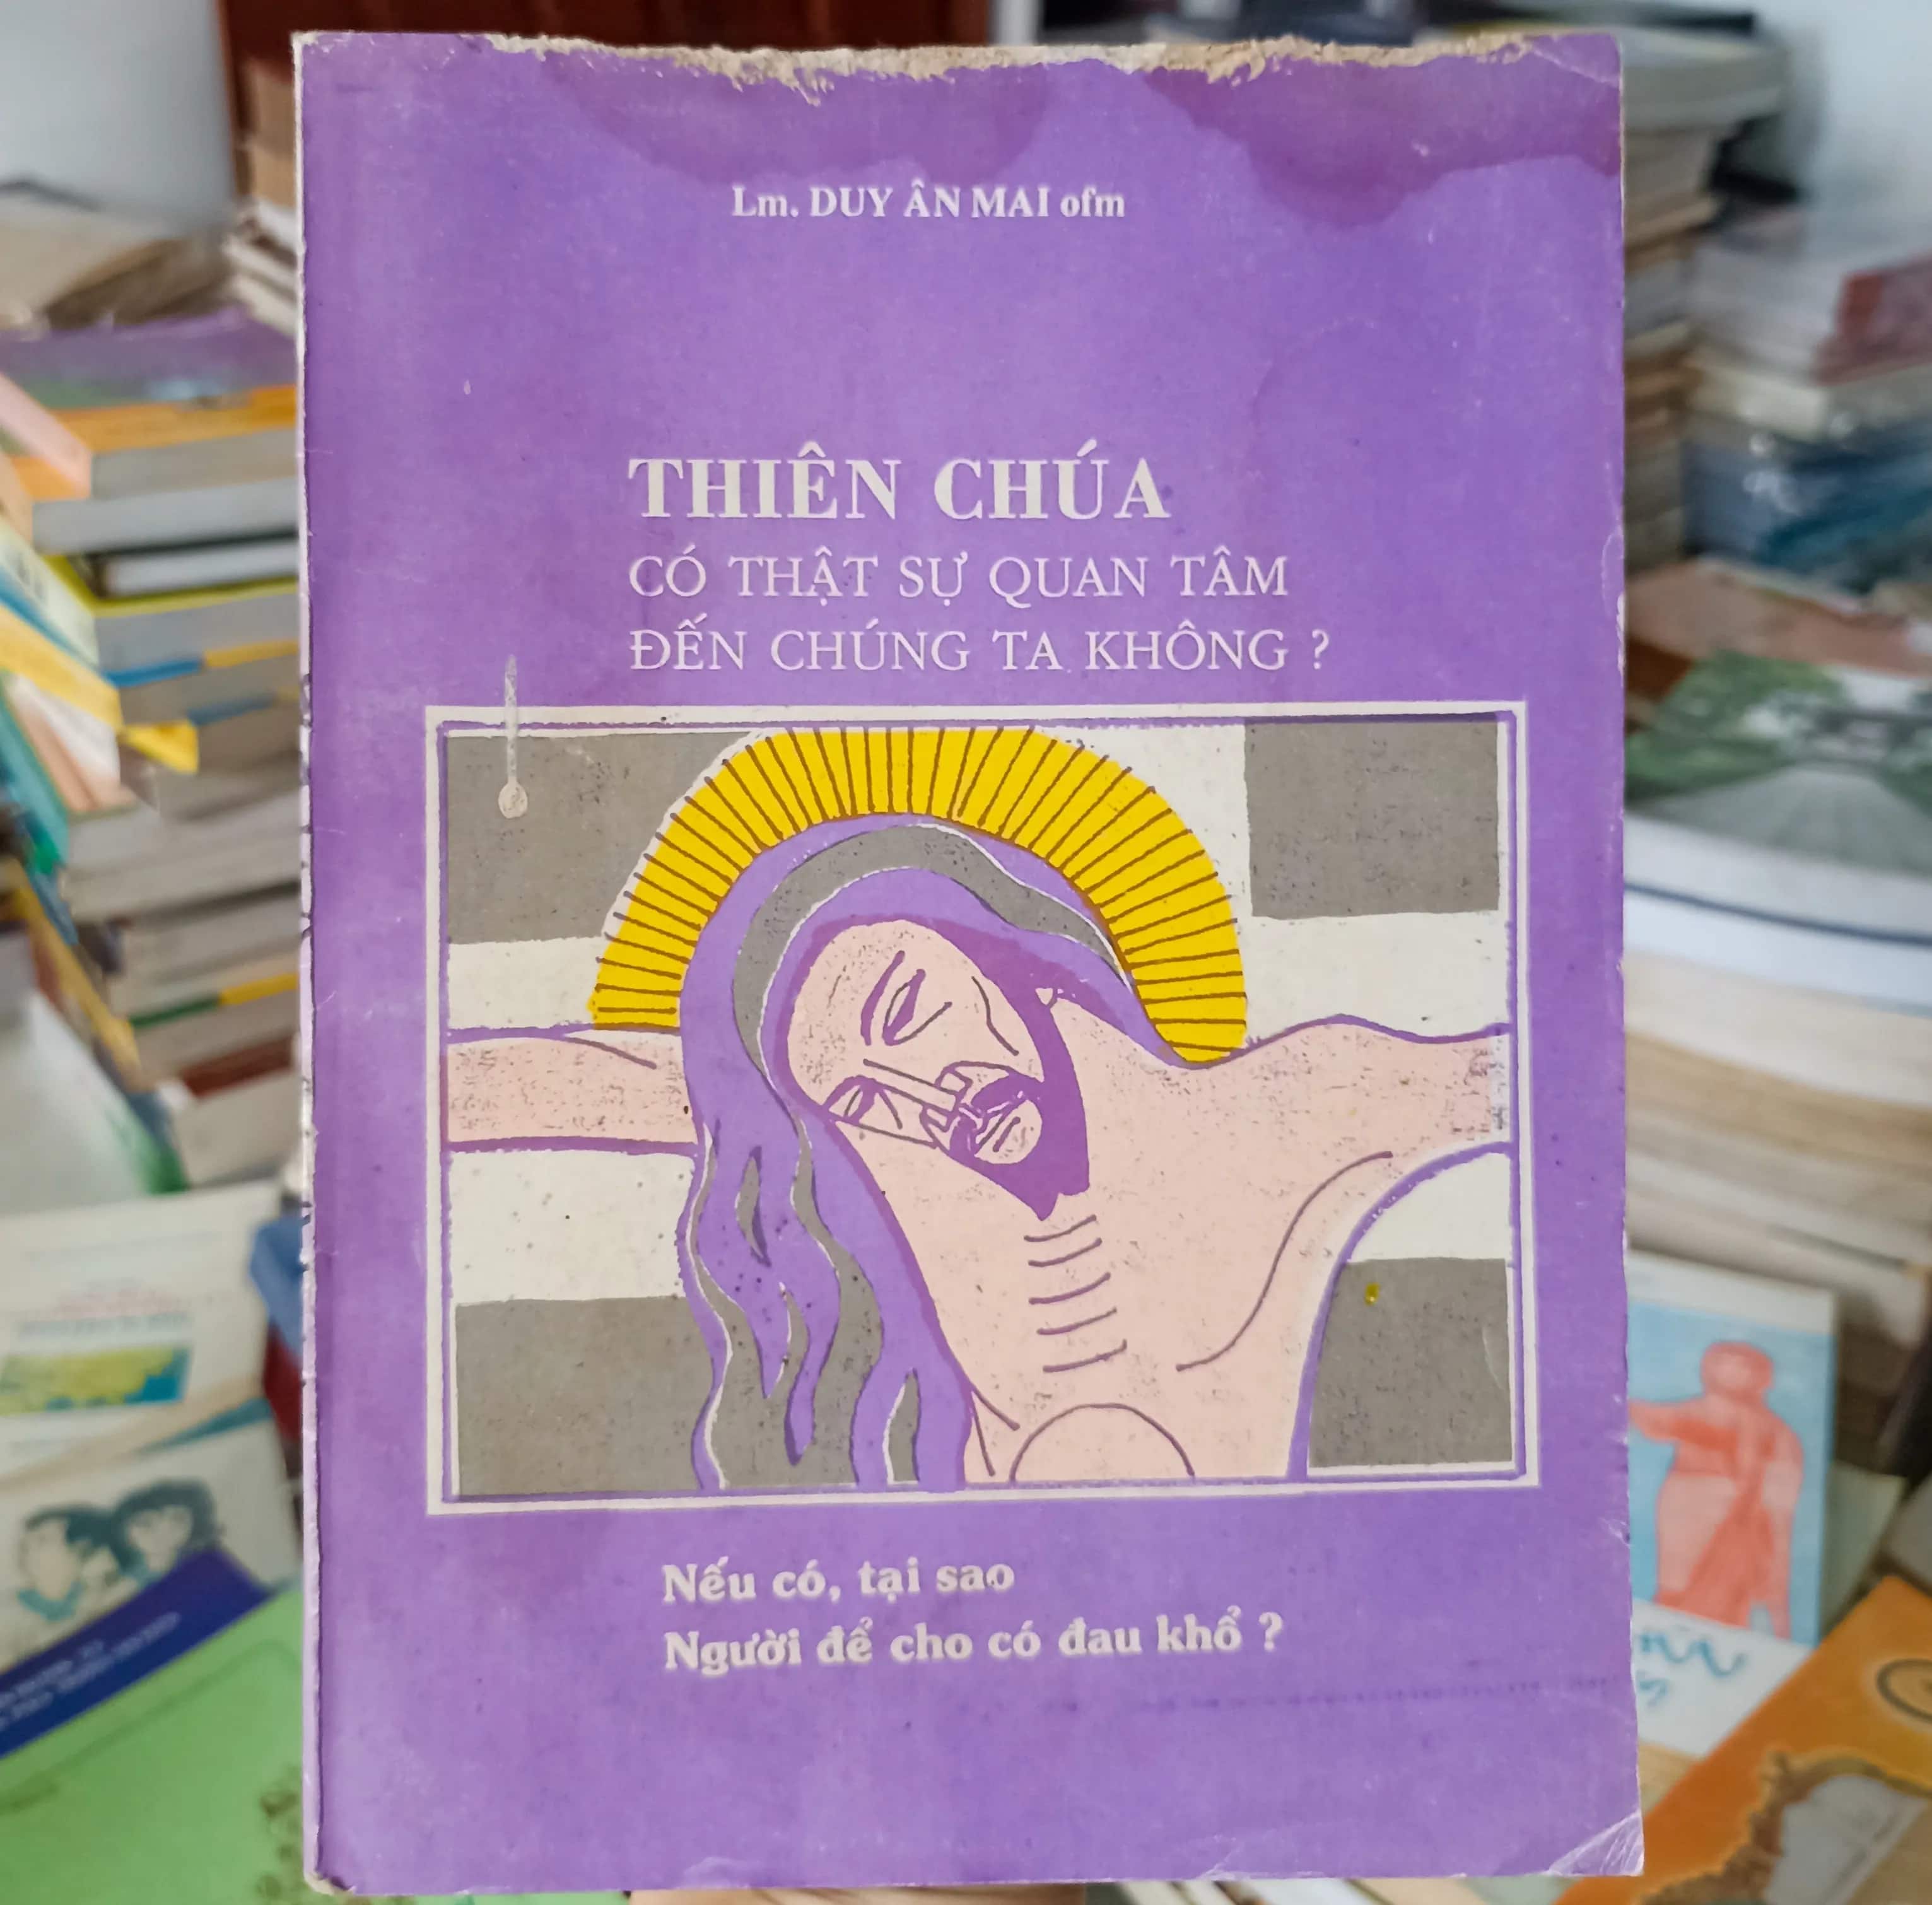 Lm. DUY ÂN MAI ofm
THIÊN CHÚA
CÓ THẬT SỰ QUAN TÂM
ĐẾN CHÚNG TA KHÔNG ?
Nếu có, tại sao
Người để cho có đau khổ ?